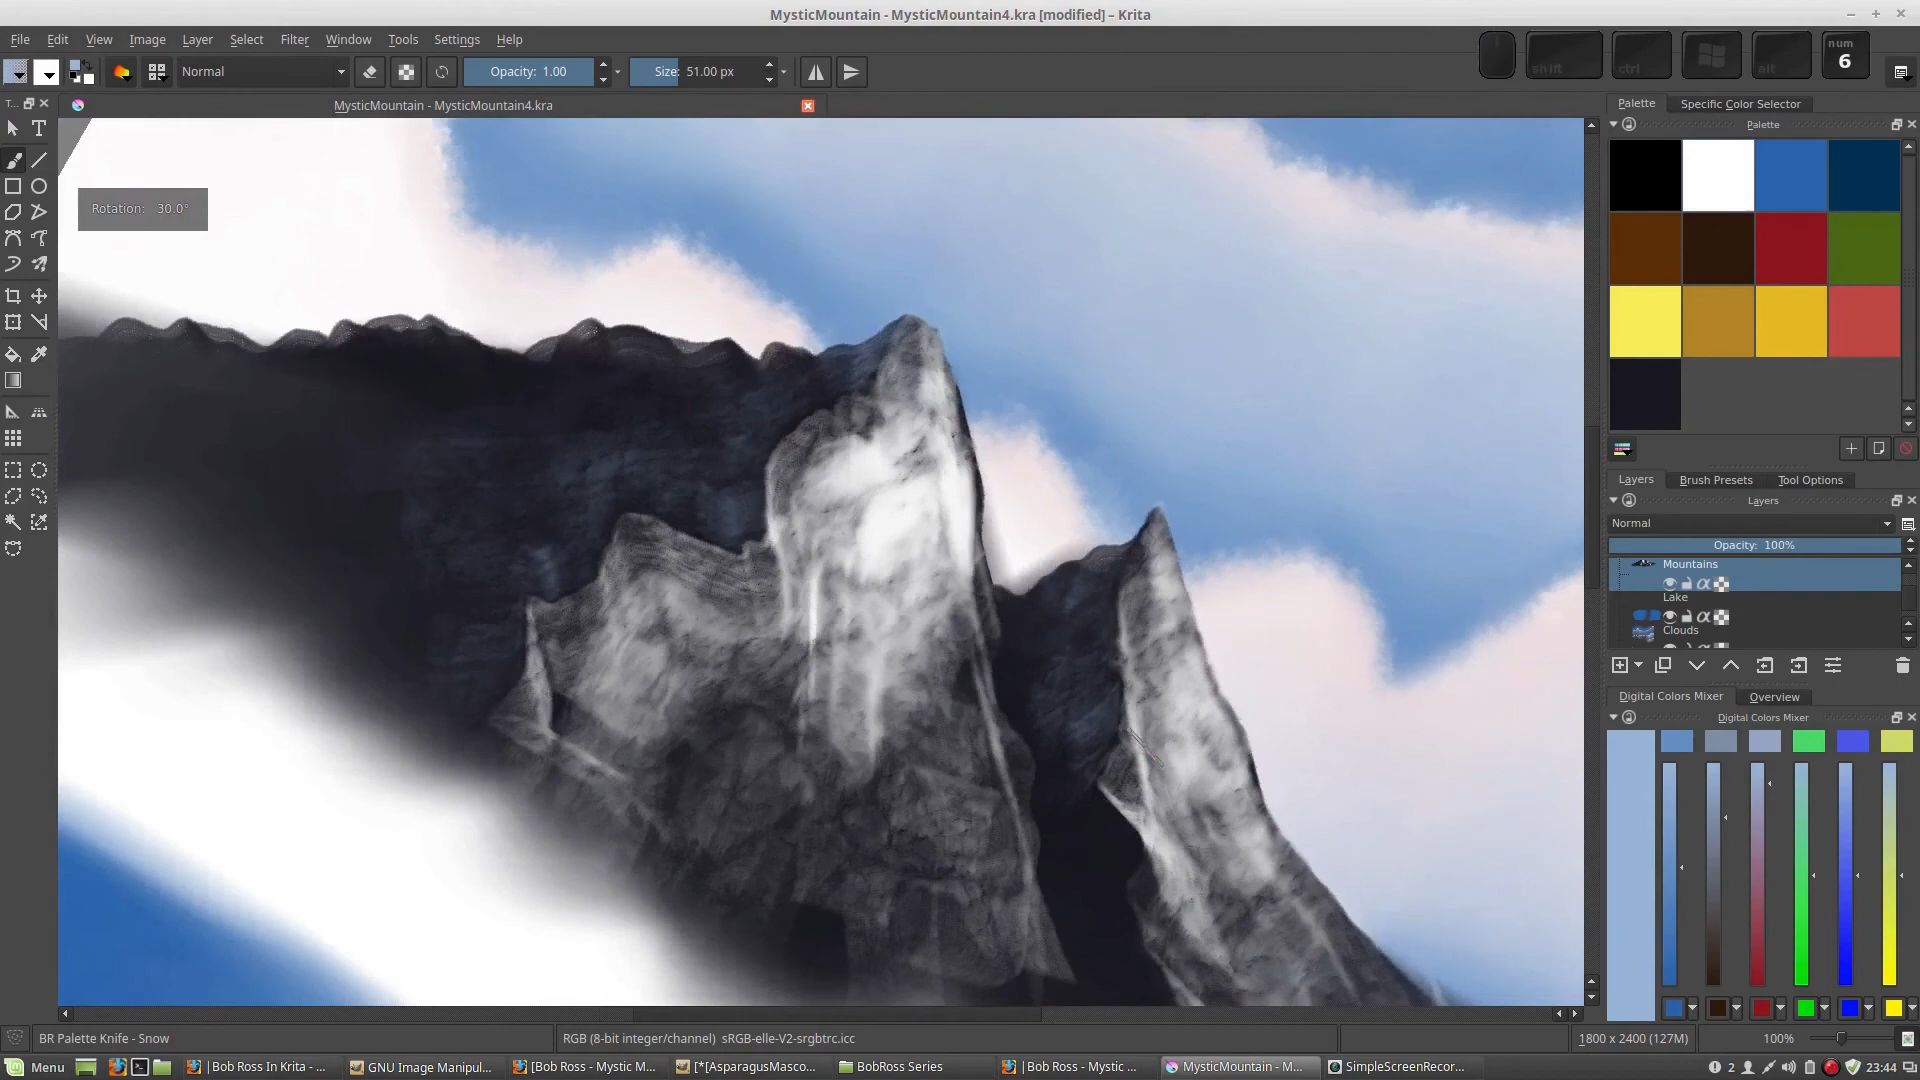 MysticMountain - MysticMountain4.kra [modified] – Krita
File Edit View Image Layer Select Filter Window Tools Settings Help
Normal
Opacity: 1.00
Size: 51.00 px
shift
ctrl
alt
num
6
T...
MysticMountain - MysticMountain4.kra
Palette
Specific Color Selector
Palette
Rotation: 30.0°
Layers
Brush Presets
Tool Options
Layers
Normal
Opacity: 100%
Mountains
Lake
Clouds
Digital Colors Mixer
Overview
Digital Colors Mixer
BR Palette Knife - Snow
RGB (8-bit integer/channel) sRGB-elle-V2-srgbtrc.icc
1800 x 2400 (127M)
100%
Menu
|Bob Ross In Krita - ...
GNU Image Manipul...
[Bob Ross - Mystic M...
[*[AsparagusMasco...
BobRoss Series
|Bob Ross - Mystic ...
MysticMountain - M...
SimpleScreenRecor...
2
23:44